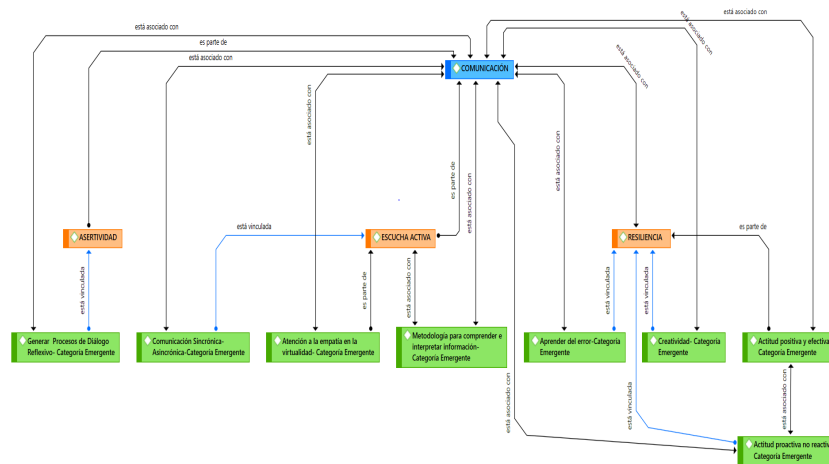 está asociado con
está asociado con
está asociado con
es parte de
está asociado con
COMUNICACIÓN
está asociado con
está asociado con
es parte de
está asociado con
está asociado con
está vinculada
es parte de
ASERTIVIDAD
ESCUCHA ACTIVA
RESILIENCIA
está vinculada
es parte de
está asociado con
está vinculada
está vinculada
Generar Procesos de Diálogo
Reflexivo- Categoría Emergente
Comunicación Sincrónica-
Asincrónica-Categoría Emergente
Atención a la empatia en la
virtualidad- Categoría Emergente
Metodología para comprender e
interpretar información-
Categoría Emergente
Aprender del error-Categoría
Emergente
Creatividad- Categoría
Emergente
Actitud positiva y efectiva
Categoría Emergente
está asociado con
está vinculada
está asociado con
Actitud proactiva no reactiv
Categoría Emergente